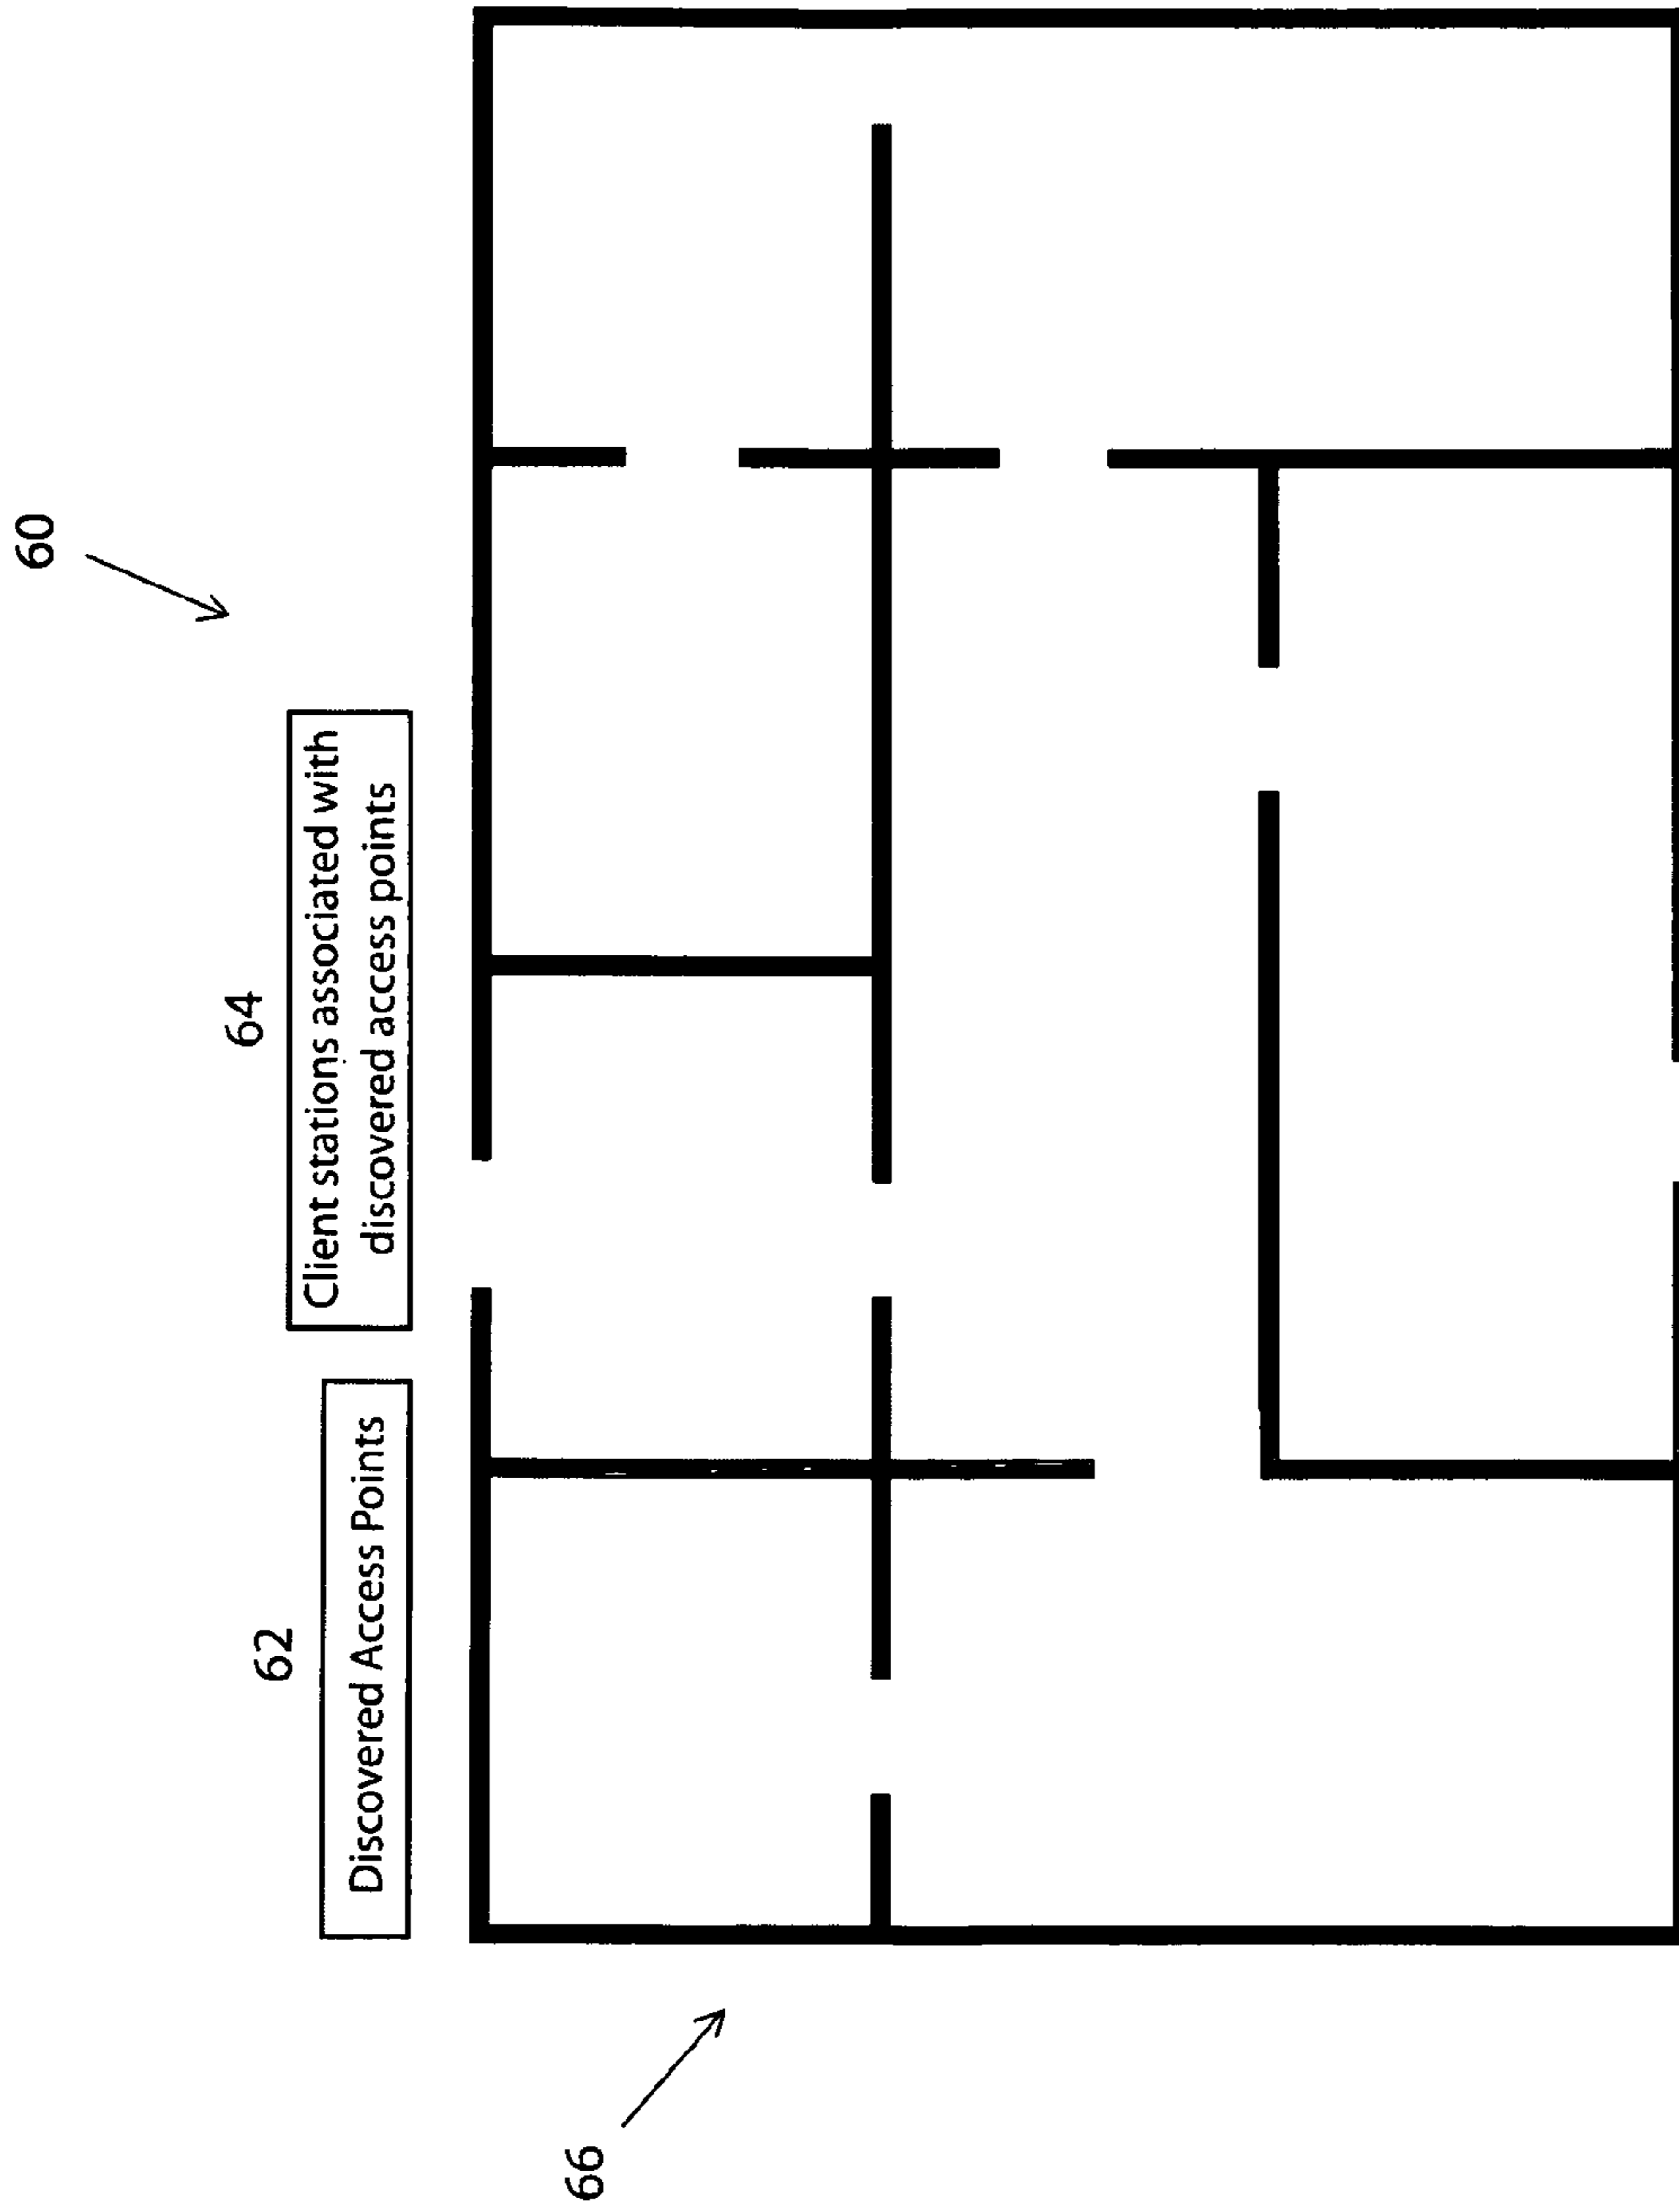 60
64
Client stations associated with
discovered access points
62
Discovered Access Points
66